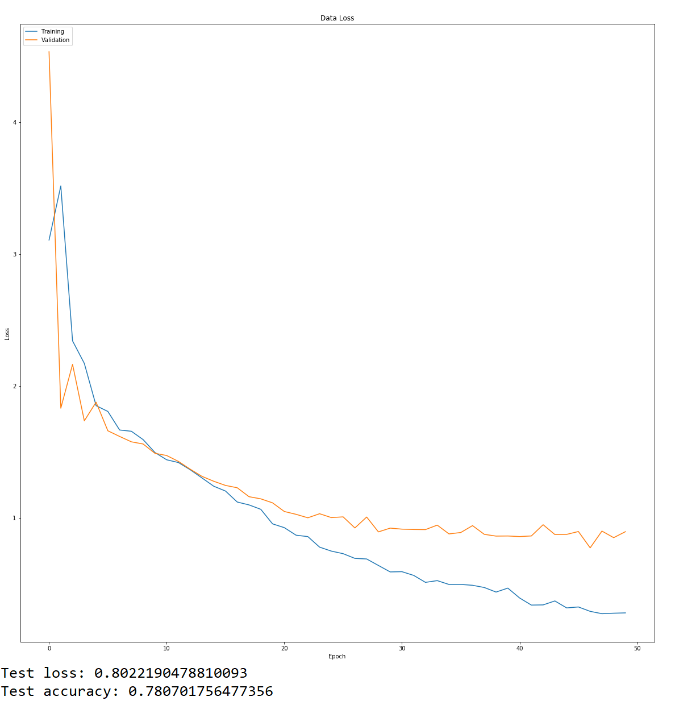 Data Loss
Training
Validation
4
3
2
1
Loss
0
10
20
30
40
50
Epoch
Test loss: 0.8022190478810093
Test accuracy: 0.780701756477356